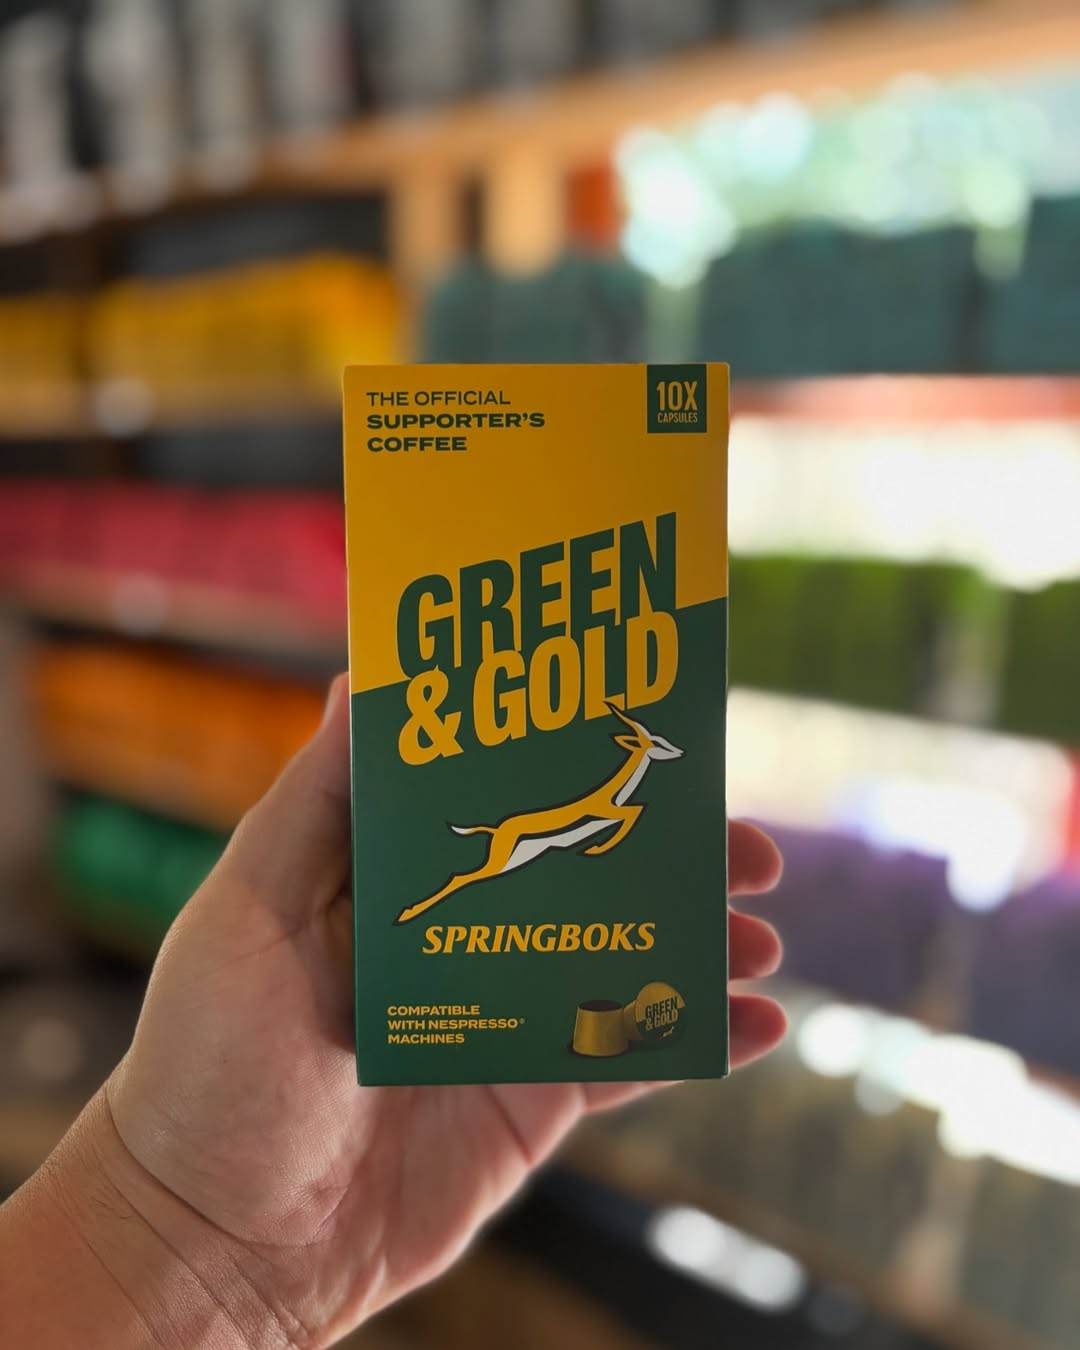 THE OFFICIAL
SUPPORTER'S
COFFEE
10X
CAPSULES
GREEN
& GOLD
SPRINGBOKS
COMPATIBLE
WITH NESPRESSO®
MACHINES
GREEN
& GOLD